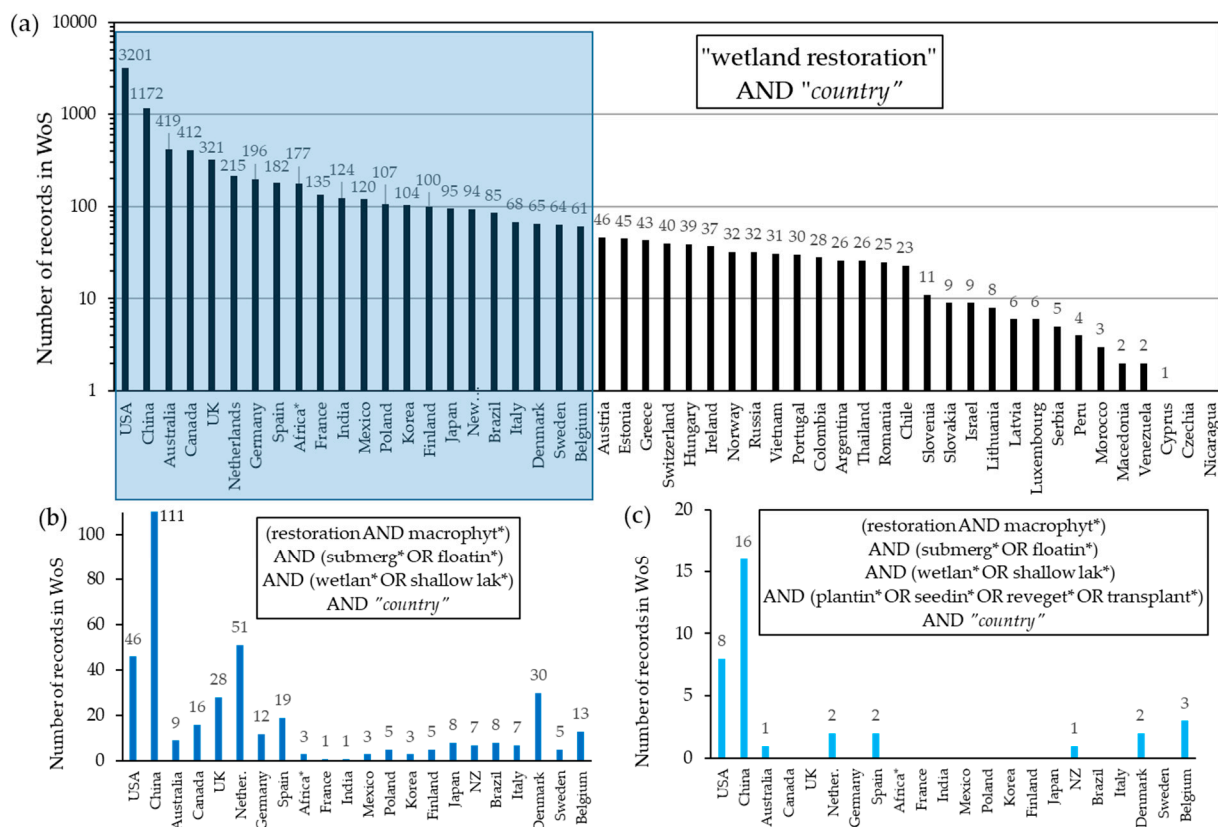 (a)
10000
1000
100
10
1
Number of records in WoS
"wetland restoration"
AND "country"
3201
1172
419
412
321
215
196
182
177
135
124
120
107
104
100
95
94
85
68
65
64
61
46
45
43
40
39
37
32
32
31
30
28
26
26
25
23
11
9
9
8
6
6
5
4
3
2
2
1
USA
China
Australia
Canada
UK
Netherlands
Germany
Spain
Africa*
France
India
Mexico
Poland
Korea
Finland
Japan
New...
Brazil
Italy
Denmark
Sweden
Belgium
Austria
Estonia
Greece
Switzerland
Hungary
Ireland
Norway
Russia
Vietnam
Portugal
Colombia
Argentina
Thailand
Romania
Chile
Slovenia
Slovakia
Israel
Lithuania
Latvia
Luxembourg
Serbia
Peru
Morocco
Macedonia
Venezuela
Cyprus
Czechia
Nicaragua
(b)
100
80
60
40
20
0
Number of records in WoS
(restoration AND macrophyt*)
AND (submerg* OR floatin*)
AND (wetlan* OR shallow lak*)
AND "country"
46
111
9
16
28
51
12
19
3
1
1
3
5
3
5
8
7
8
7
30
5
13
USA
China
Australia
Canada
UK
Nether.
Germany
Spain
Africa*
France
India
Mexico
Poland
Korea
Finland
Japan
NZ
Brazil
Italy
Denmark
Sweden
Belgium
(c)
20
15
10
5
0
Number of records in WoS
(restoration AND macrophyt*)
AND (submerg* OR floatin*)
AND (wetlan* OR shallow lak*)
AND (plantin* OR seedin* OR reveget* OR transplant*)
AND "country"
8
16
1
2
2
1
2
3
USA
China
Australia
Canada
UK
Nether.
Germany
Spain
Africa*
France
India
Mexico
Poland
Korea
Finland
Japan
NZ
Brazil
Italy
Denmark
Sweden
Belgium